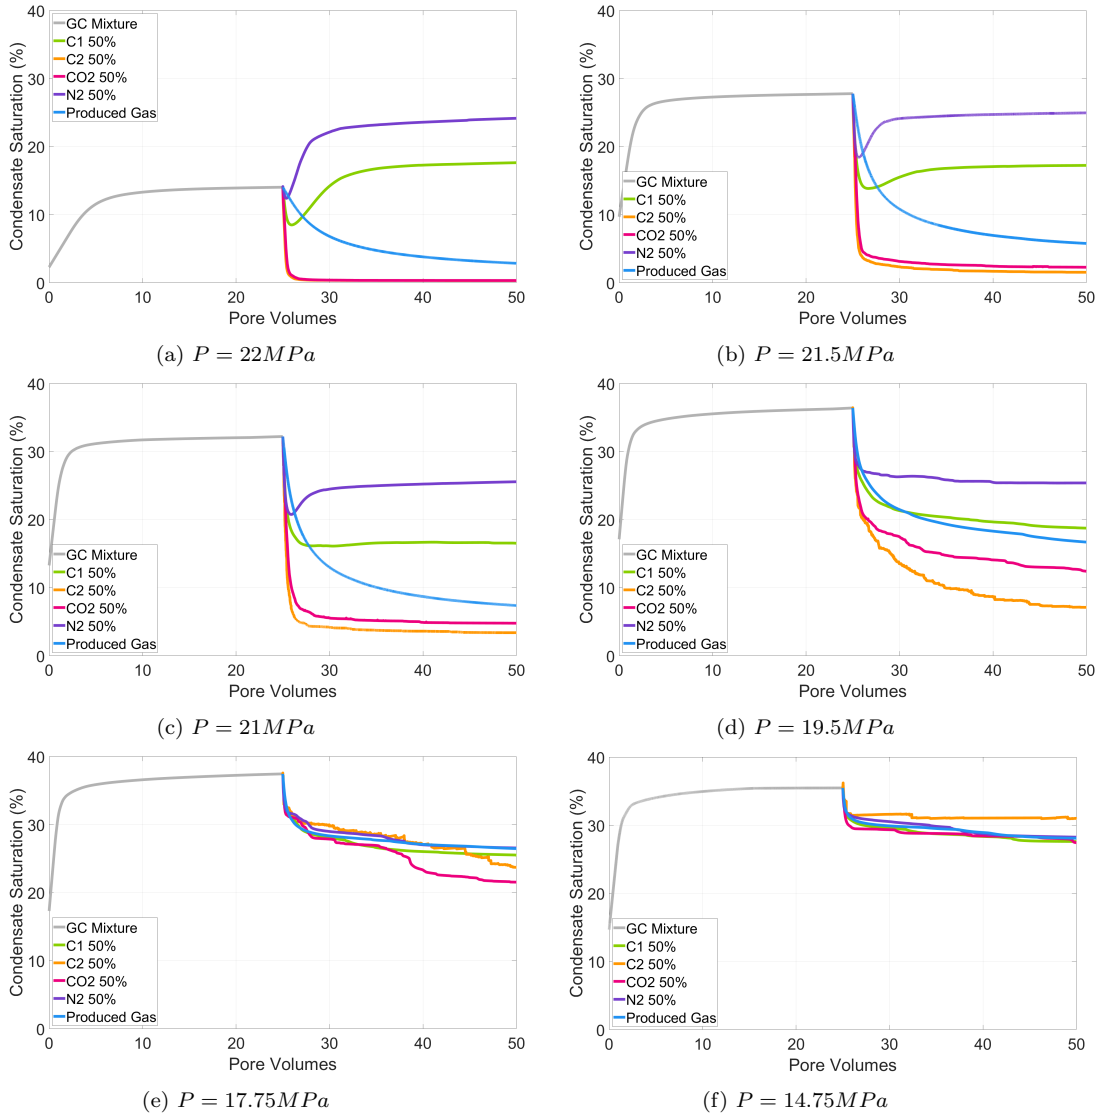 40
30
20
10
0
Condensate Saturation (%)
GC Mixture
C1 50%
C2 50%
CO2 50%
N2 50%
Produced Gas
0 10 20 30 40 50
Pore Volumes
(a) P = 22MPa
40
30
20
10
0
Condensate Saturation (%)
GC Mixture
C1 50%
C2 50%
CO2 50%
N2 50%
Produced Gas
0 10 20 30 40 50
Pore Volumes
(b) P = 21.5MPa
40
30
20
10
0
Condensate Saturation (%)
GC Mixture
C1 50%
C2 50%
CO2 50%
N2 50%
Produced Gas
0 10 20 30 40 50
Pore Volumes
(c) P = 21MPa
40
30
20
10
0
Condensate Saturation (%)
GC Mixture
C1 50%
C2 50%
CO2 50%
N2 50%
Produced Gas
0 10 20 30 40 50
Pore Volumes
(d) P = 19.5MPa
40
30
20
10
0
Condensate Saturation (%)
GC Mixture
C1 50%
C2 50%
CO2 50%
N2 50%
Produced Gas
0 10 20 30 40 50
Pore Volumes
(e) P = 17.75MPa
40
30
20
10
0
Condensate Saturation (%)
GC Mixture
C1 50%
C2 50%
CO2 50%
N2 50%
Produced Gas
0 10 20 30 40 50
Pore Volumes
(f) P = 14.75MPa